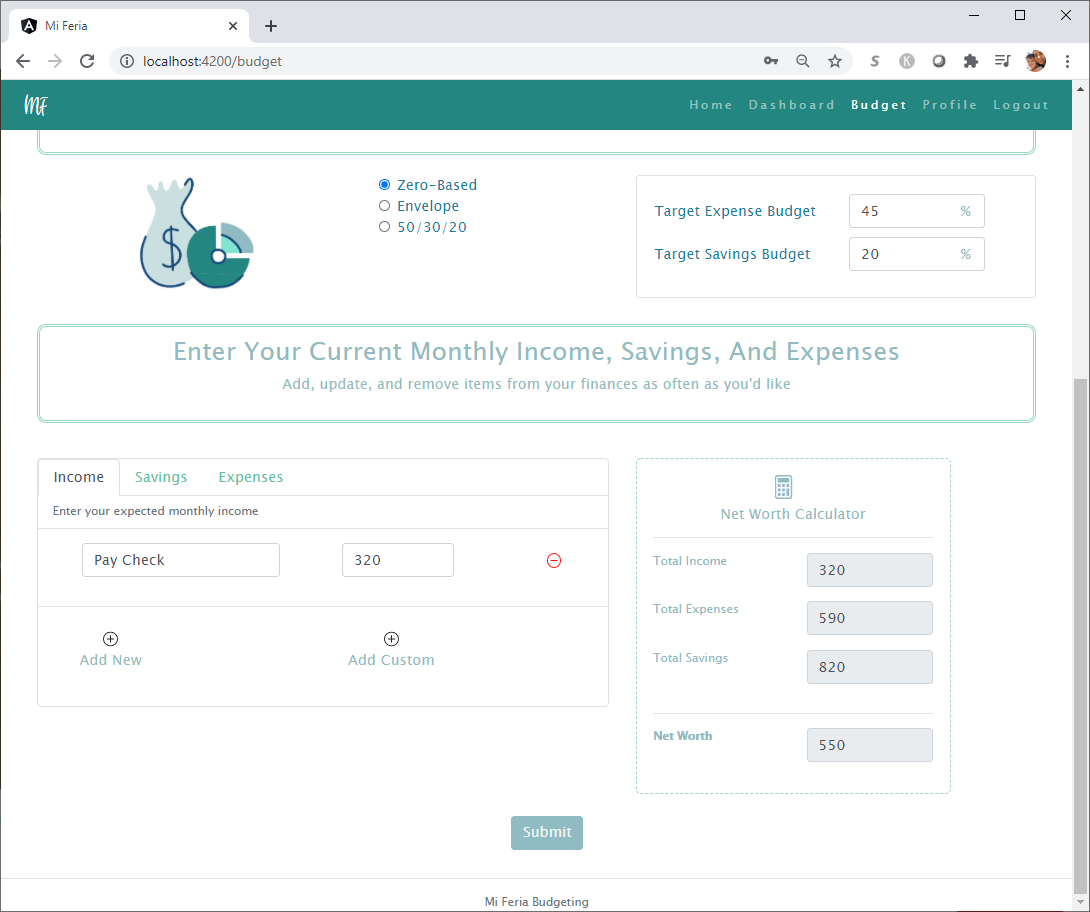 Mi Feria
localhost:4200/budget
MF
Home Dashboard Budget Profile Logout
$
Zero-Based
Envelope
50/30/20
Target Expense Budget 45 %
Target Savings Budget 20 %
Enter Your Current Monthly Income, Savings, And Expenses
Add, update, and remove items from your finances as often as you'd like
Income Savings Expenses
Enter your expected monthly income
Pay Check 320
Add New Add Custom
Net Worth Calculator
Total Income 320
Total Expenses 590
Total Savings 820
Net Worth 550
Submit
Mi Feria Budgeting